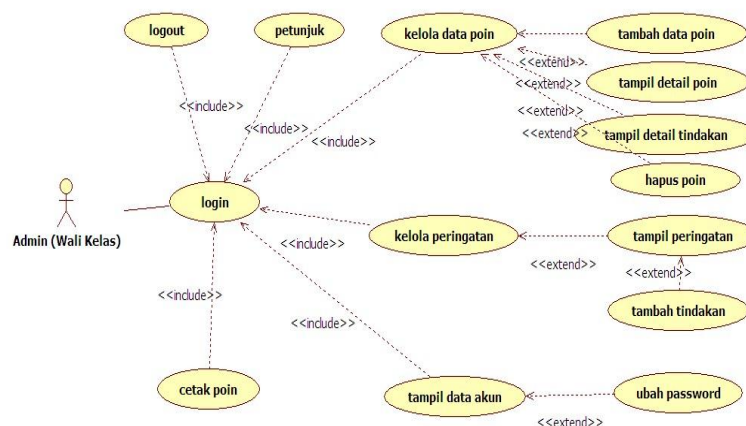 logout
petunjuk
kelola data poin
tambah data poin
<<extend>>
tampil detail poin
<<extend>>
<<include>>
<<extend>>
<<include>>
<<include>>
<<extend>>
tampil detail tindakan
hapus poin
login
Admin (Wali Kelas)
kelola peringatan
tampil peringatan
<<include>>
<<extend>>
<<extend>>
<<include>>
tambah tindakan
<<include>>
cetak poin
tampil data akun
ubah password
<<extend>>